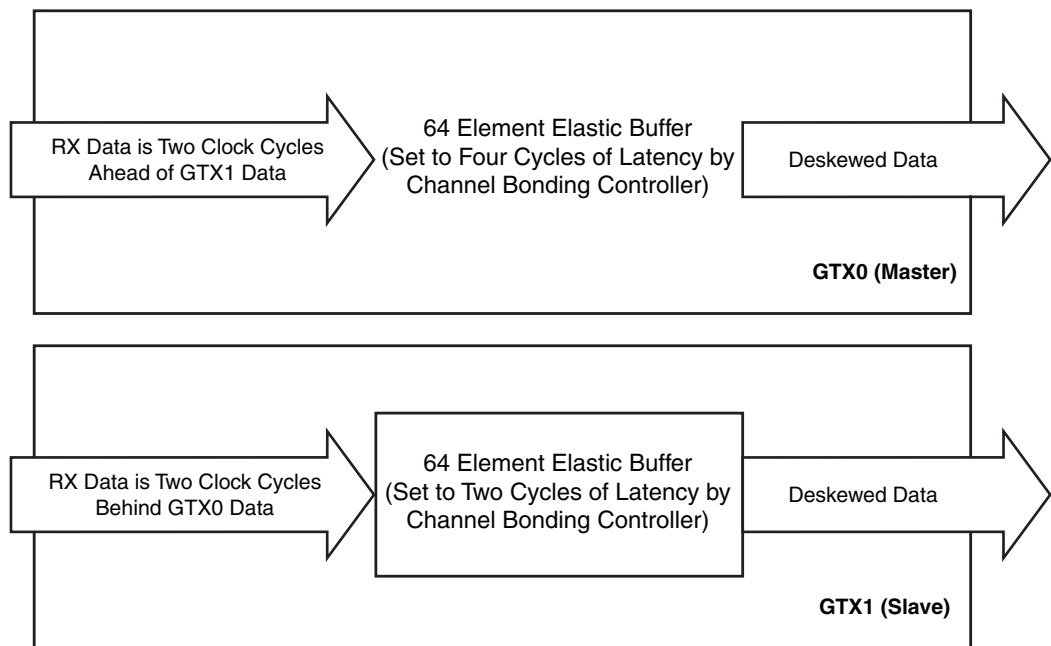 RX Data is Two Clock Cycles
Ahead of GTX1 Data
64 Element Elastic Buffer
(Set to Four Cycles of Latency by
Channel Bonding Controller)
Deskewed Data
GTX0 (Master)
RX Data is Two Clock Cycles
Behind GTX0 Data
64 Element Elastic Buffer
(Set to Two Cycles of Latency by
Channel Bonding Controller)
Deskewed Data
GTX1 (Slave)